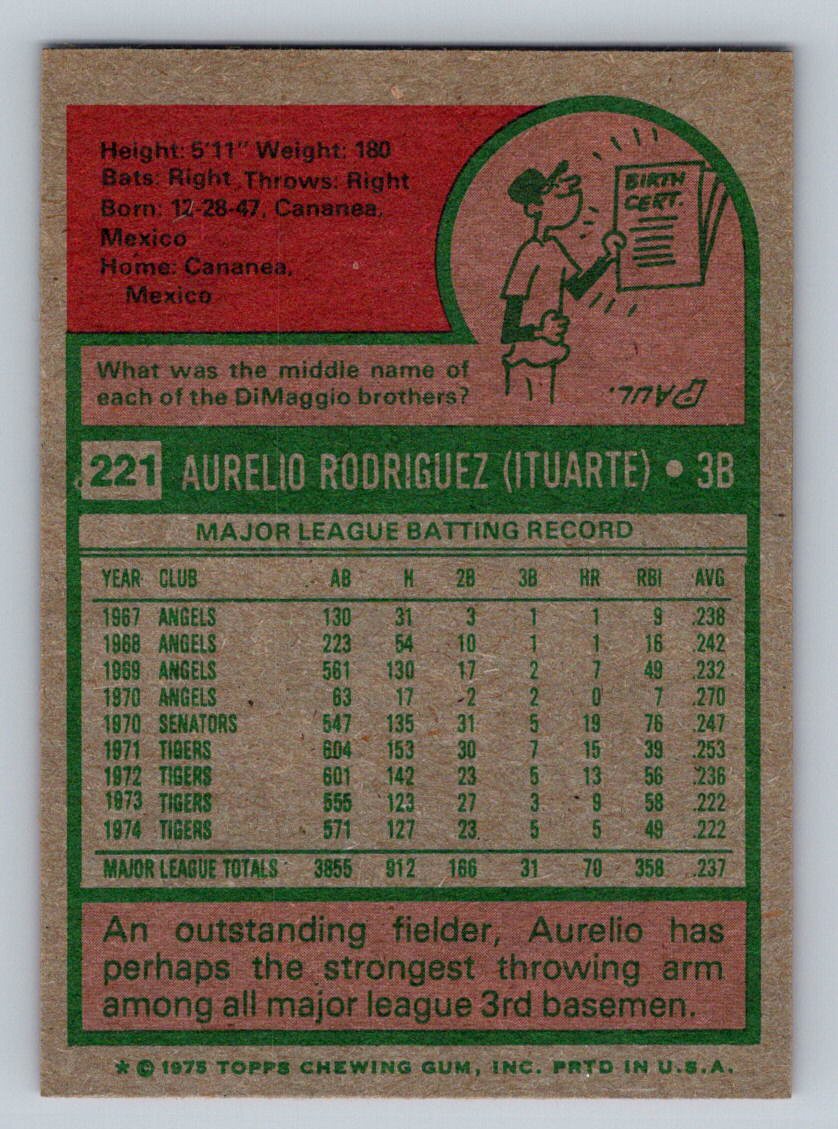 Height: 5'11" Weight: 180
Bats: Right Throws: Right
Born: 12-28-47, Cananea,
Mexico
Home: Cananea,
Mexico
BIRTH
CERT.
What was the middle name of
each of the DiMaggio brothers?
PAUL.
221 AURELIO RODRIGUEZ (ITUARTE) • 3B
MAJOR LEAGUE BATTING RECORD
YEAR CLUB AB H 2B 3B HR RBI AVG
1967 ANGELS 130 31 3 1 1 9 .238
1968 ANGELS 223 54 10 1 1 16 .242
1969 ANGELS 561 130 17 2 7 49 .232
1970 ANGELS 63 17 2 2 0 7 .270
1970 SENATORS 547 135 31 5 19 76 .247
1971 TIGERS 604 153 30 7 15 39 .253
1972 TIGERS 601 142 23 5 13 56 .236
1973 TIGERS 555 123 27 3 9 58 .222
1974 TIGERS 571 127 23 5 5 49 .222
MAJOR LEAGUE TOTALS 3855 912 166 31 70 358 .237
An outstanding fielder, Aurelio has
perhaps the strongest throwing arm
among all major league 3rd basemen.
* © 1975 TOPPS CHEWING GUM, INC. PRTD IN U.S.A.